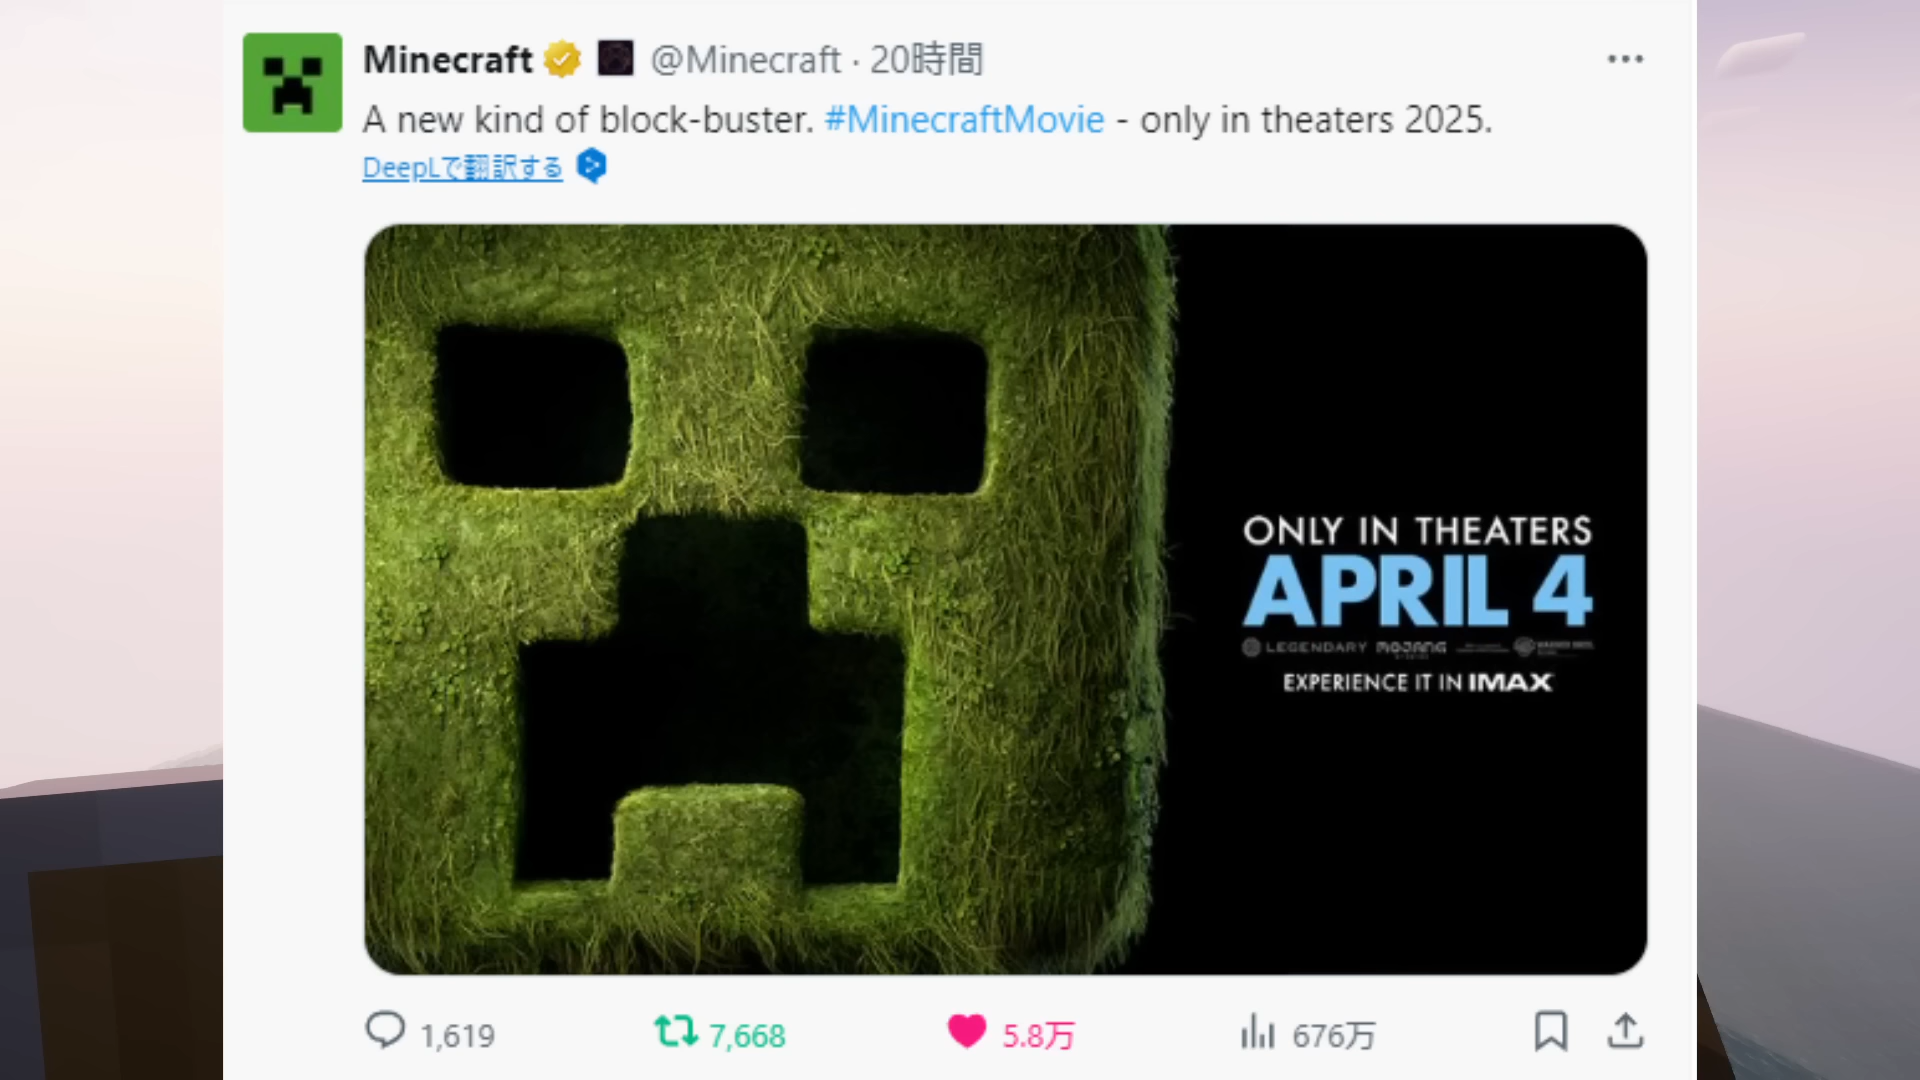 Minecraft @Minecraft · 20時間
A new kind of block-buster. #MinecraftMovie - only in theaters 2025.
DeepLで翻訳する
ONLY IN THEATERS
APRIL 4
LEGENDARY MOJANG
EXPERIENCE IT IN IMAX
1,619 7,668 5.8万 676万